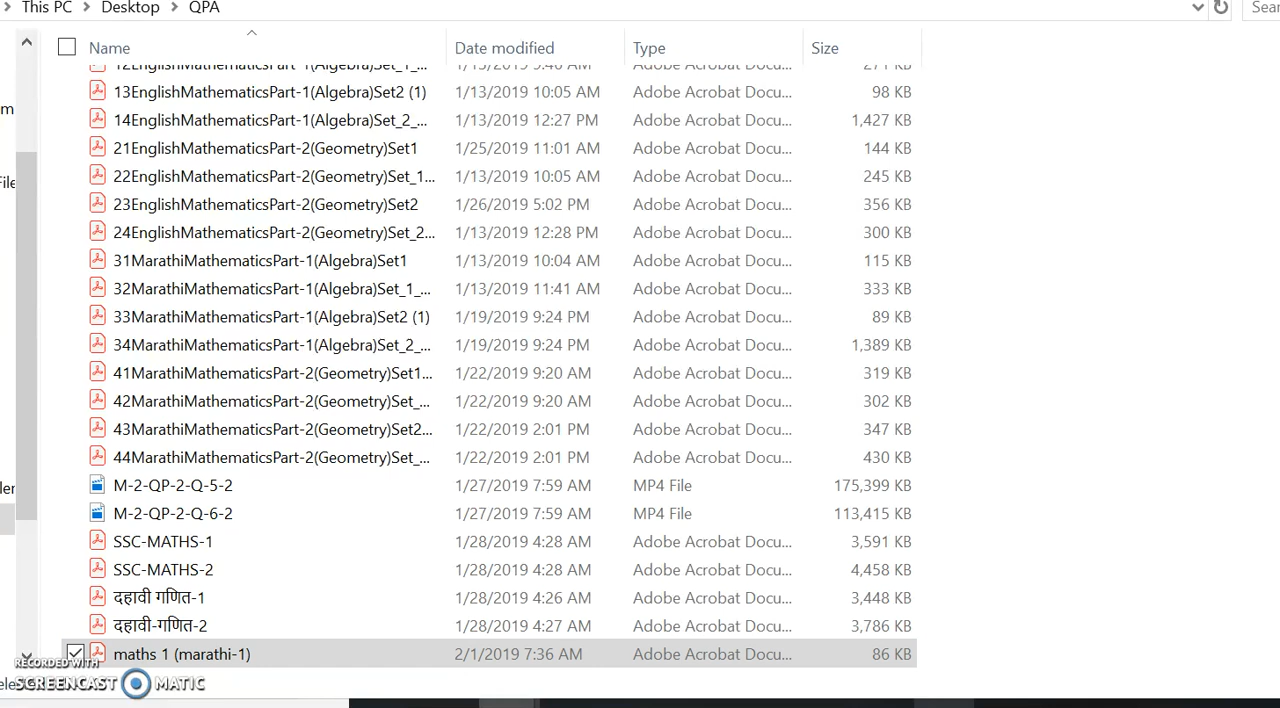 This PC > Desktop > QPA
Sear
Name Date modified Type Size
12EnglishMathematicsPart-1(Algebra)Set_1_... 1/13/2019 9:46 AM Adobe Acrobat Docu... 271 KB
13EnglishMathematicsPart-1(Algebra)Set2 (1) 1/13/2019 10:05 AM Adobe Acrobat Docu... 98 KB
14EnglishMathematicsPart-1(Algebra)Set_2_... 1/13/2019 12:27 PM Adobe Acrobat Docu... 1,427 KB
21EnglishMathematicsPart-2(Geometry)Set1 1/25/2019 11:01 AM Adobe Acrobat Docu... 144 KB
22EnglishMathematicsPart-2(Geometry)Set_1... 1/13/2019 10:05 AM Adobe Acrobat Docu... 245 KB
23EnglishMathematicsPart-2(Geometry)Set2 1/26/2019 5:02 PM Adobe Acrobat Docu... 356 KB
24EnglishMathematicsPart-2(Geometry)Set_2... 1/13/2019 12:28 PM Adobe Acrobat Docu... 300 KB
31MarathiMathematicsPart-1(Algebra)Set1 1/13/2019 10:04 AM Adobe Acrobat Docu... 115 KB
32MarathiMathematicsPart-1(Algebra)Set_1_... 1/13/2019 11:41 AM Adobe Acrobat Docu... 333 KB
33MarathiMathematicsPart-1(Algebra)Set2 (1) 1/19/2019 9:24 PM Adobe Acrobat Docu... 89 KB
34MarathiMathematicsPart-1(Algebra)Set_2_... 1/19/2019 9:24 PM Adobe Acrobat Docu... 1,389 KB
41MarathiMathematicsPart-2(Geometry)Set1... 1/22/2019 9:20 AM Adobe Acrobat Docu... 319 KB
42MarathiMathematicsPart-2(Geometry)Set_... 1/22/2019 9:20 AM Adobe Acrobat Docu... 302 KB
43MarathiMathematicsPart-2(Geometry)Set2... 1/22/2019 2:01 PM Adobe Acrobat Docu... 347 KB
44MarathiMathematicsPart-2(Geometry)Set_... 1/22/2019 2:01 PM Adobe Acrobat Docu... 430 KB
M-2-QP-2-Q-5-2 1/27/2019 7:59 AM MP4 File 175,399 KB
M-2-QP-2-Q-6-2 1/27/2019 7:59 AM MP4 File 113,415 KB
SSC-MATHS-1 1/28/2019 4:28 AM Adobe Acrobat Docu... 3,591 KB
SSC-MATHS-2 1/28/2019 4:28 AM Adobe Acrobat Docu... 4,458 KB
दहावी गणित-1 1/28/2019 4:26 AM Adobe Acrobat Docu... 3,448 KB
दहावी-गणित-2 1/28/2019 4:27 AM Adobe Acrobat Docu... 3,786 KB
maths 1 (marathi-1) 2/1/2019 7:36 AM Adobe Acrobat Docu... 86 KB
RECORDED WITH
SCREENCAST MATIC